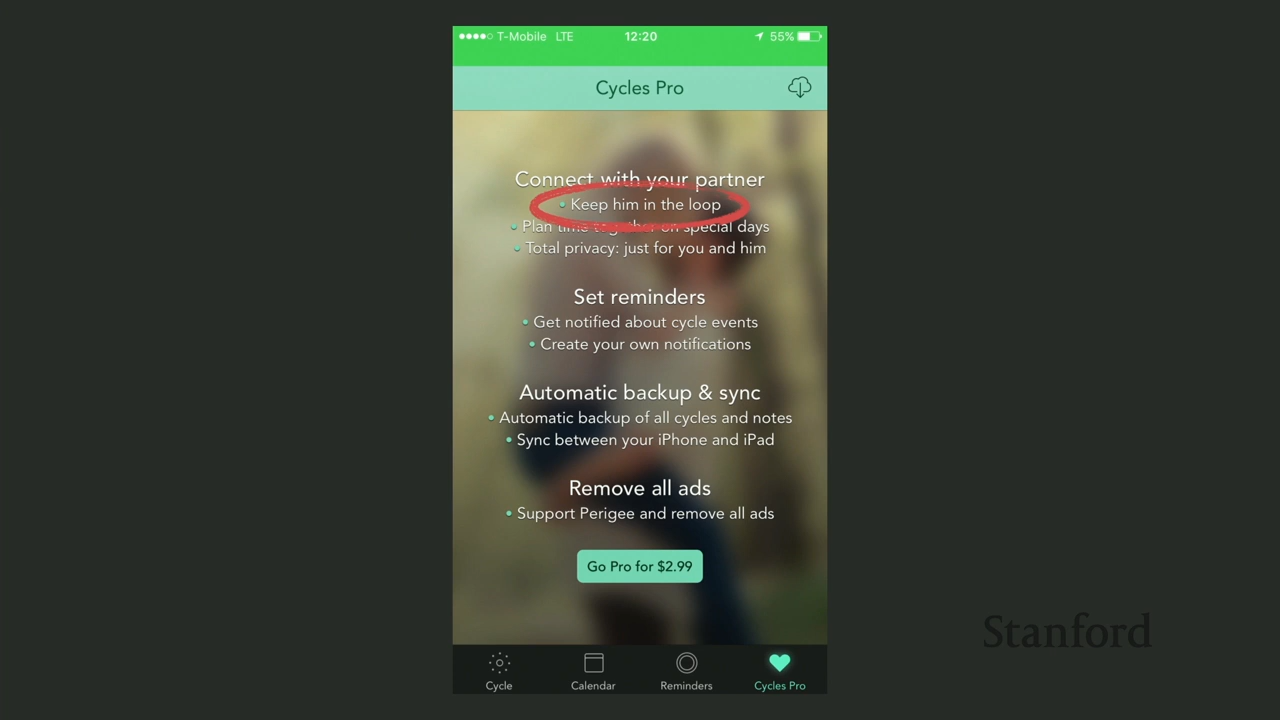 T-Mobile LTE 12:20 55%
Cycles Pro
Connect with your partner
• Keep him in the loop
• Plan time together on special days
• Total privacy: just for you and him
Set reminders
• Get notified about cycle events
• Create your own notifications
Automatic backup & sync
• Automatic backup of all cycles and notes
• Sync between your iPhone and iPad
Remove all ads
• Support Perigee and remove all ads
Go Pro for $2.99
Stanford
Cycle Calendar Reminders Cycles Pro